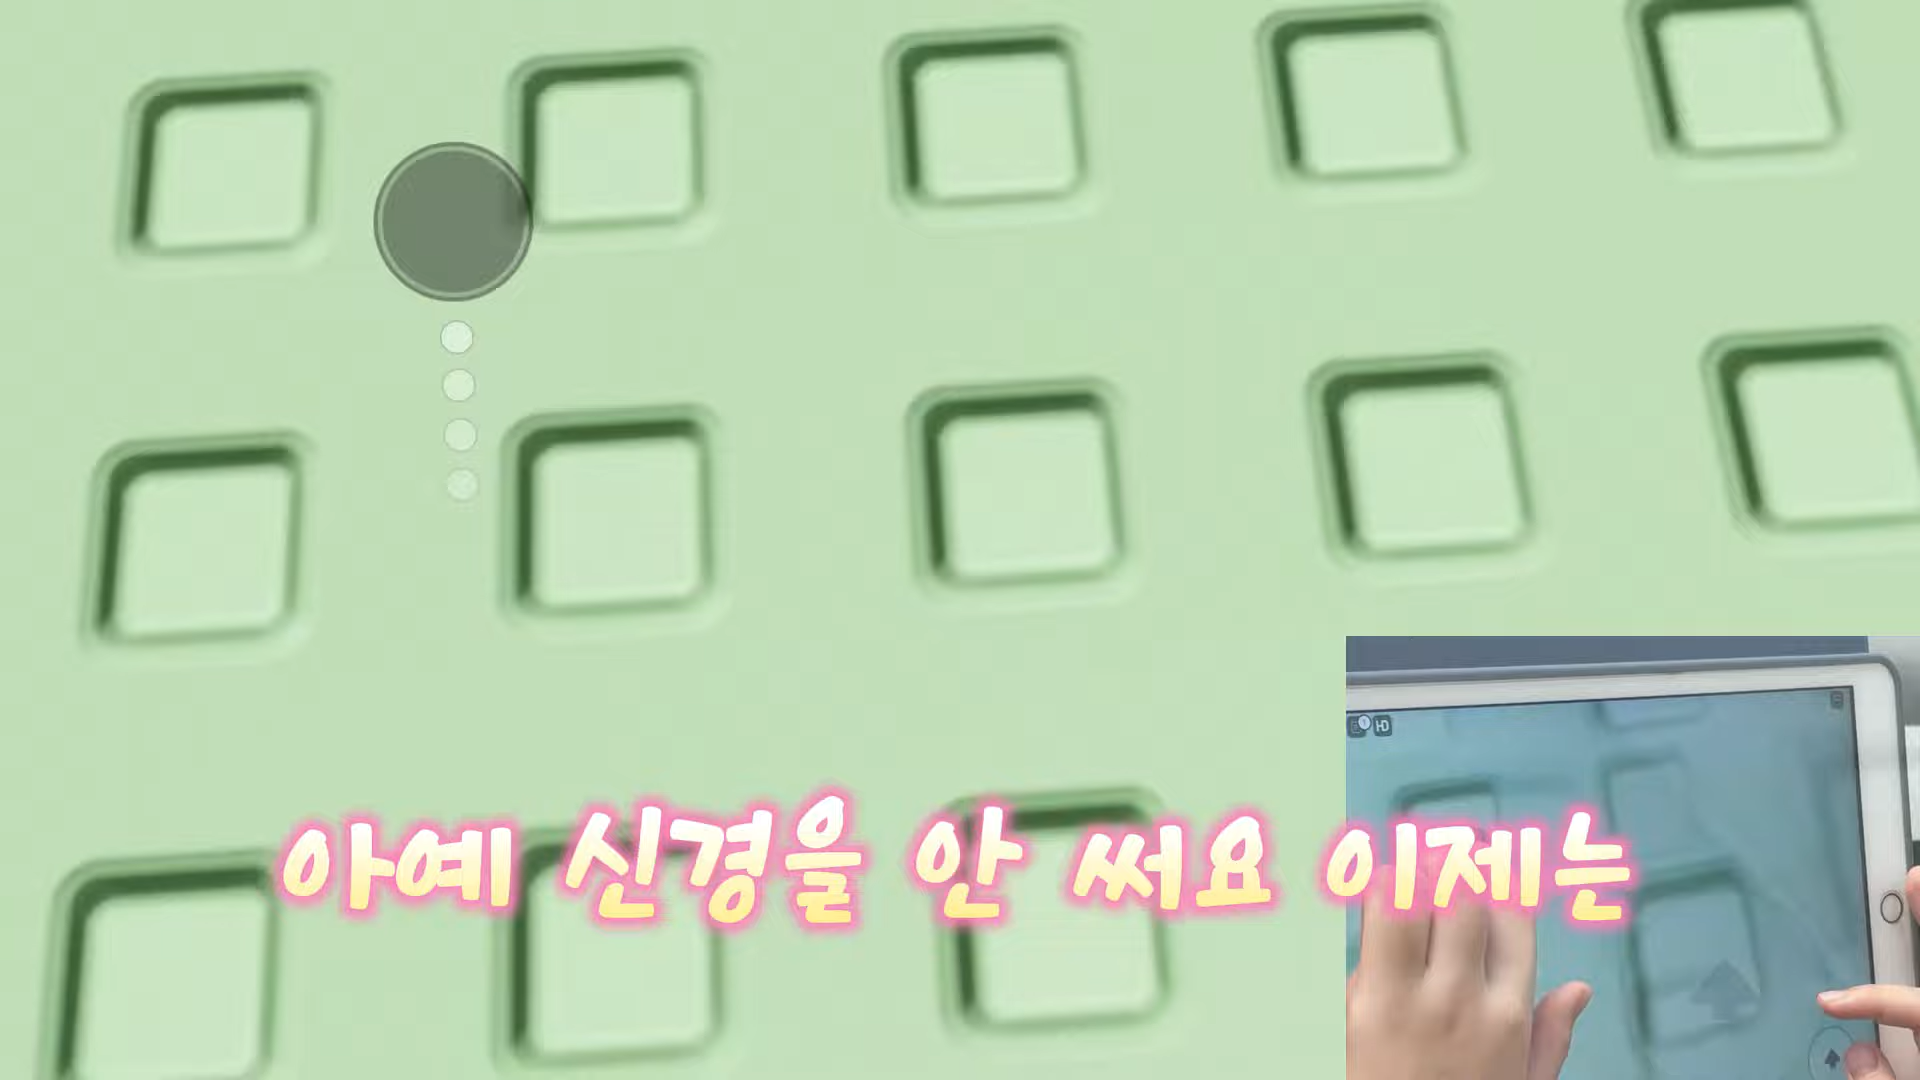 아예 신경을 안 써요 이제는